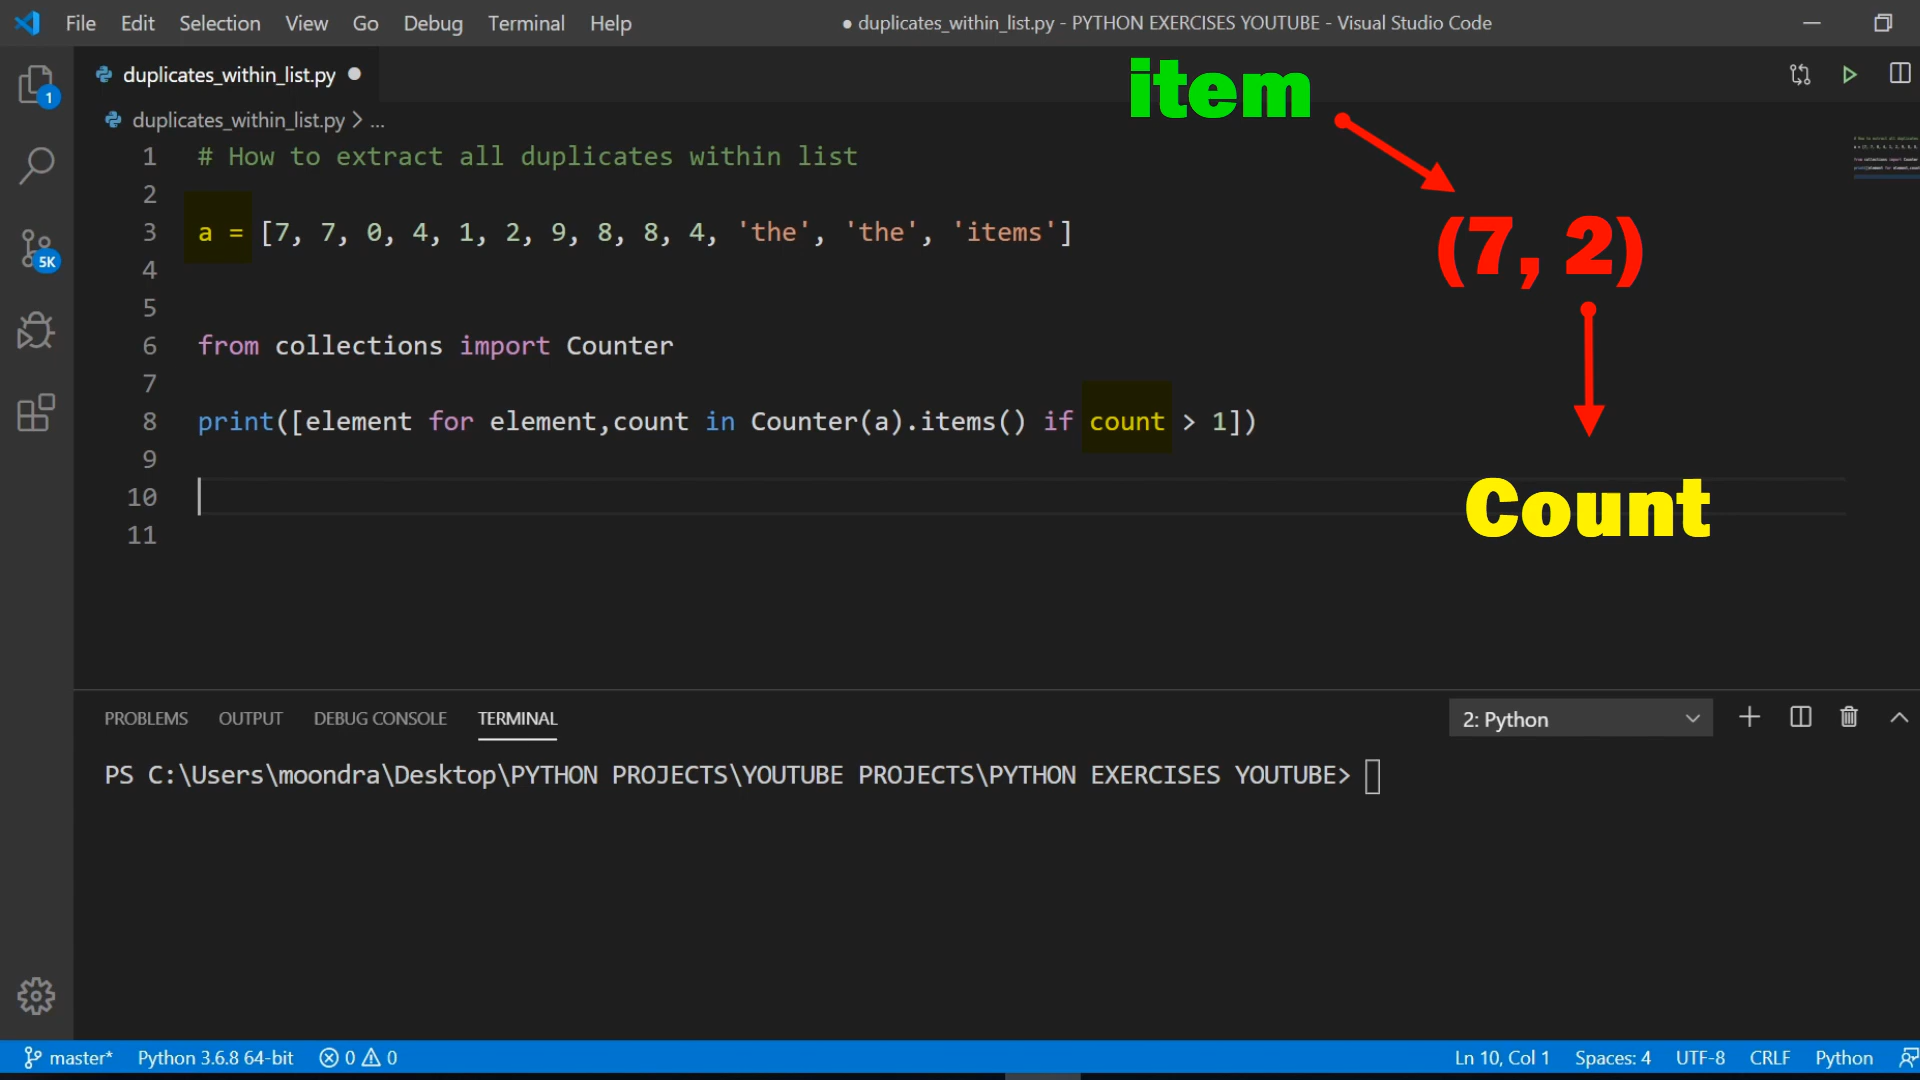 File Edit Selection View Go Debug Terminal Help ● duplicates_within_list.py - PYTHON EXERCISES YOUTUBE - Visual Studio Code
duplicates_within_list.py ●
duplicates_within_list.py > ...
item
(7, 2)
Count
1 # How to extract all duplicates within list
2
3 a = [7, 7, 0, 4, 1, 2, 9, 8, 8, 4, 'the', 'the', 'items']
4
5
6 from collections import Counter
7
8 print([element for element,count in Counter(a).items() if count > 1])
9
10
11
1
5K
PROBLEMS OUTPUT DEBUG CONSOLE TERMINAL 2: Python
PS C:\Users\moondra\Desktop\PYTHON PROJECTS\YOUTUBE PROJECTS\PYTHON EXERCISES YOUTUBE>
master* Python 3.6.8 64-bit 0 0 Ln 10, Col 1 Spaces: 4 UTF-8 CRLF Python